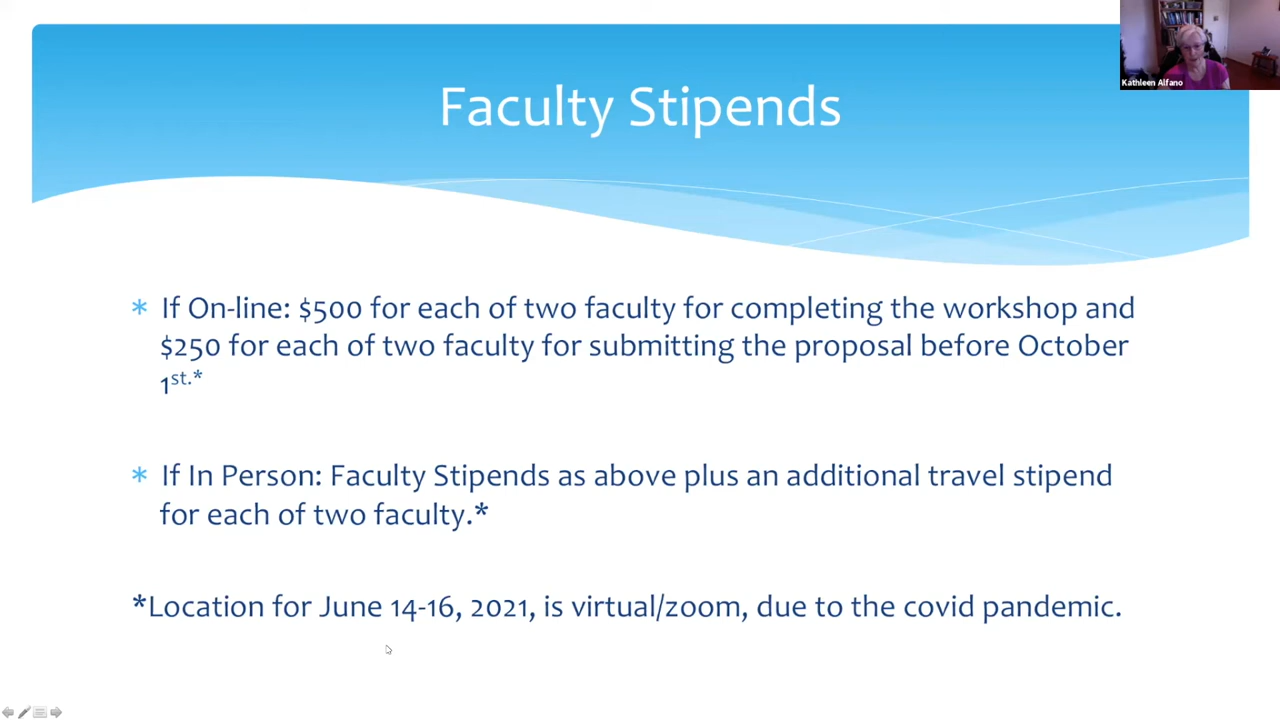 Kathleen Alfano
Faculty Stipends
* If On-line: $500 for each of two faculty for completing the workshop and
$250 for each of two faculty for submitting the proposal before October
1st.*
* If In Person: Faculty Stipends as above plus an additional travel stipend
for each of two faculty.*
*Location for June 14-16, 2021, is virtual/zoom, due to the covid pandemic.